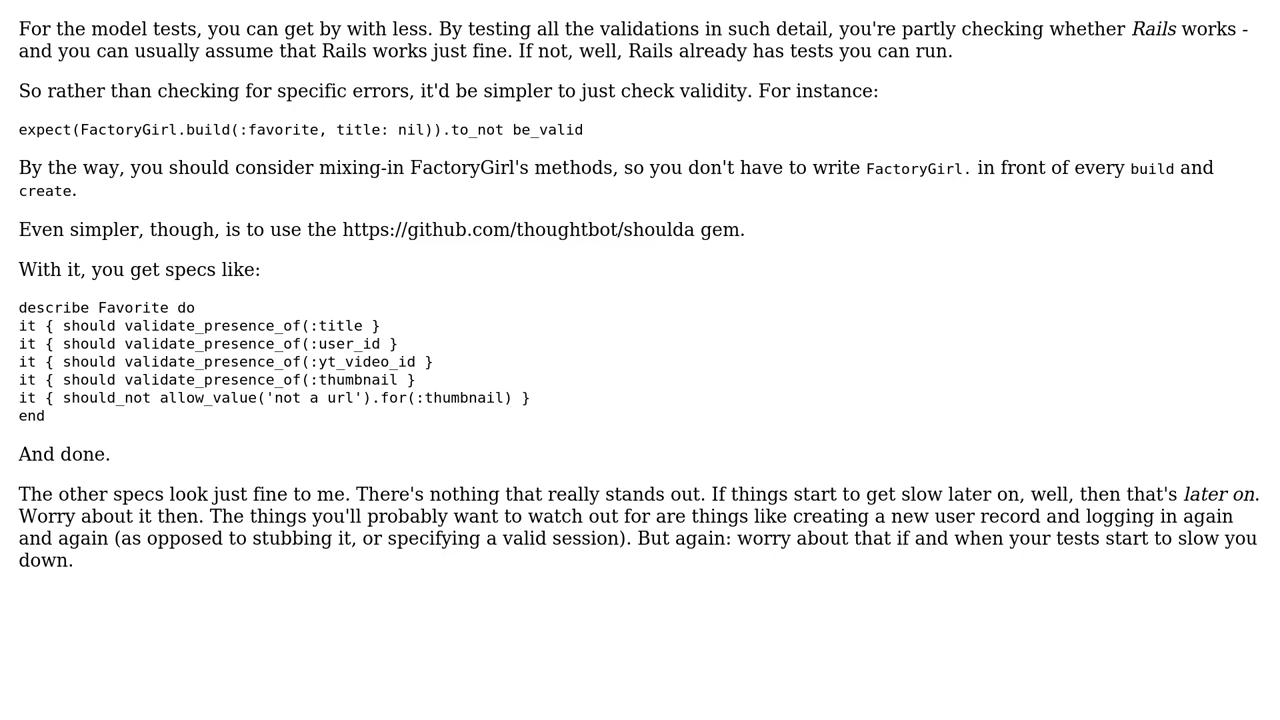 For the model tests, you can get by with less. By testing all the validations in such detail, you're partly checking whether Rails works -
and you can usually assume that Rails works just fine. If not, well, Rails already has tests you can run.
So rather than checking for specific errors, it'd be simpler to just check validity. For instance:
expect(FactoryGirl.build(:favorite, title: nil)).to_not be_valid
By the way, you should consider mixing-in FactoryGirl's methods, so you don't have to write FactoryGirl. in front of every build and
create.
Even simpler, though, is to use the https://github.com/thoughtbot/shoulda gem.
With it, you get specs like:
describe Favorite do
it { should validate_presence_of(:title }
it { should validate_presence_of(:user_id }
it { should validate_presence_of(:yt_video_id }
it { should validate_presence_of(:thumbnail }
it { should_not allow_value('not a url').for(:thumbnail) }
end
And done.
The other specs look just fine to me. There's nothing that really stands out. If things start to get slow later on, well, then that's later on.
Worry about it then. The things you'll probably want to watch out for are things like creating a new user record and logging in again
and again (as opposed to stubbing it, or specifying a valid session). But again: worry about that if and when your tests start to slow you
down.